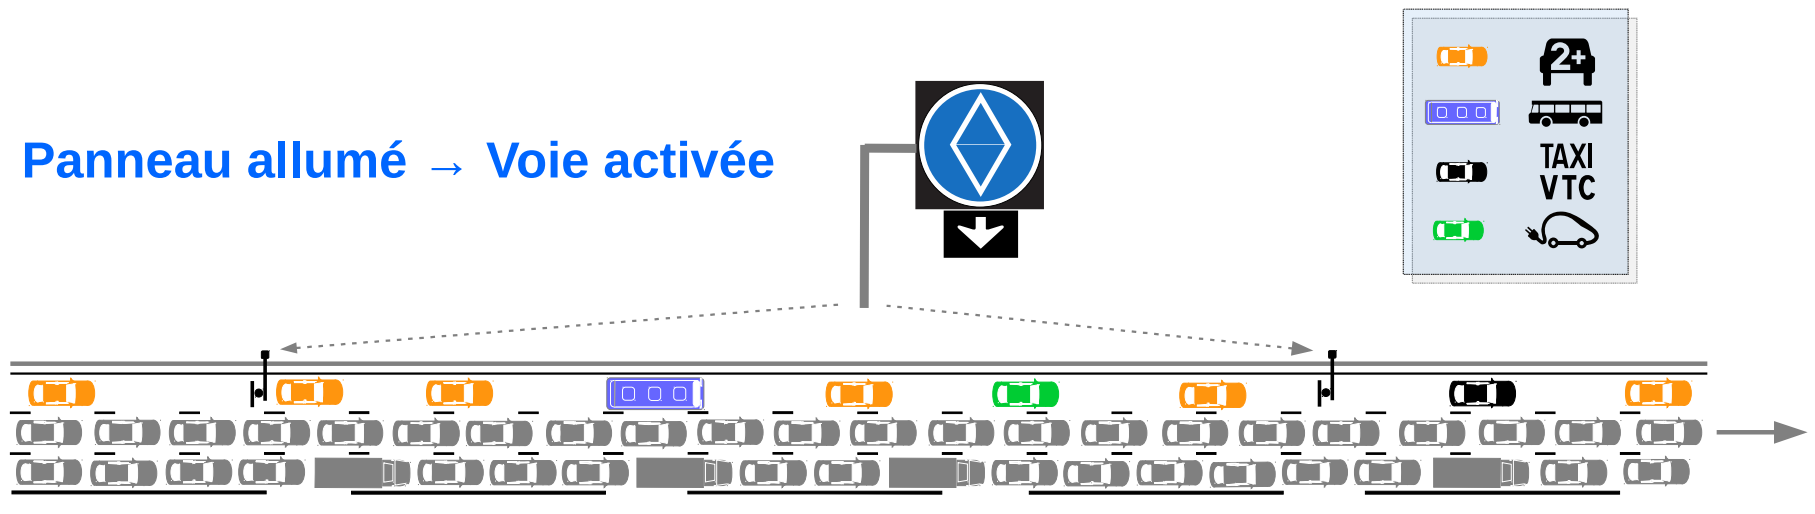 Panneau allumé → Voie activée
2+
TAXI
VTC